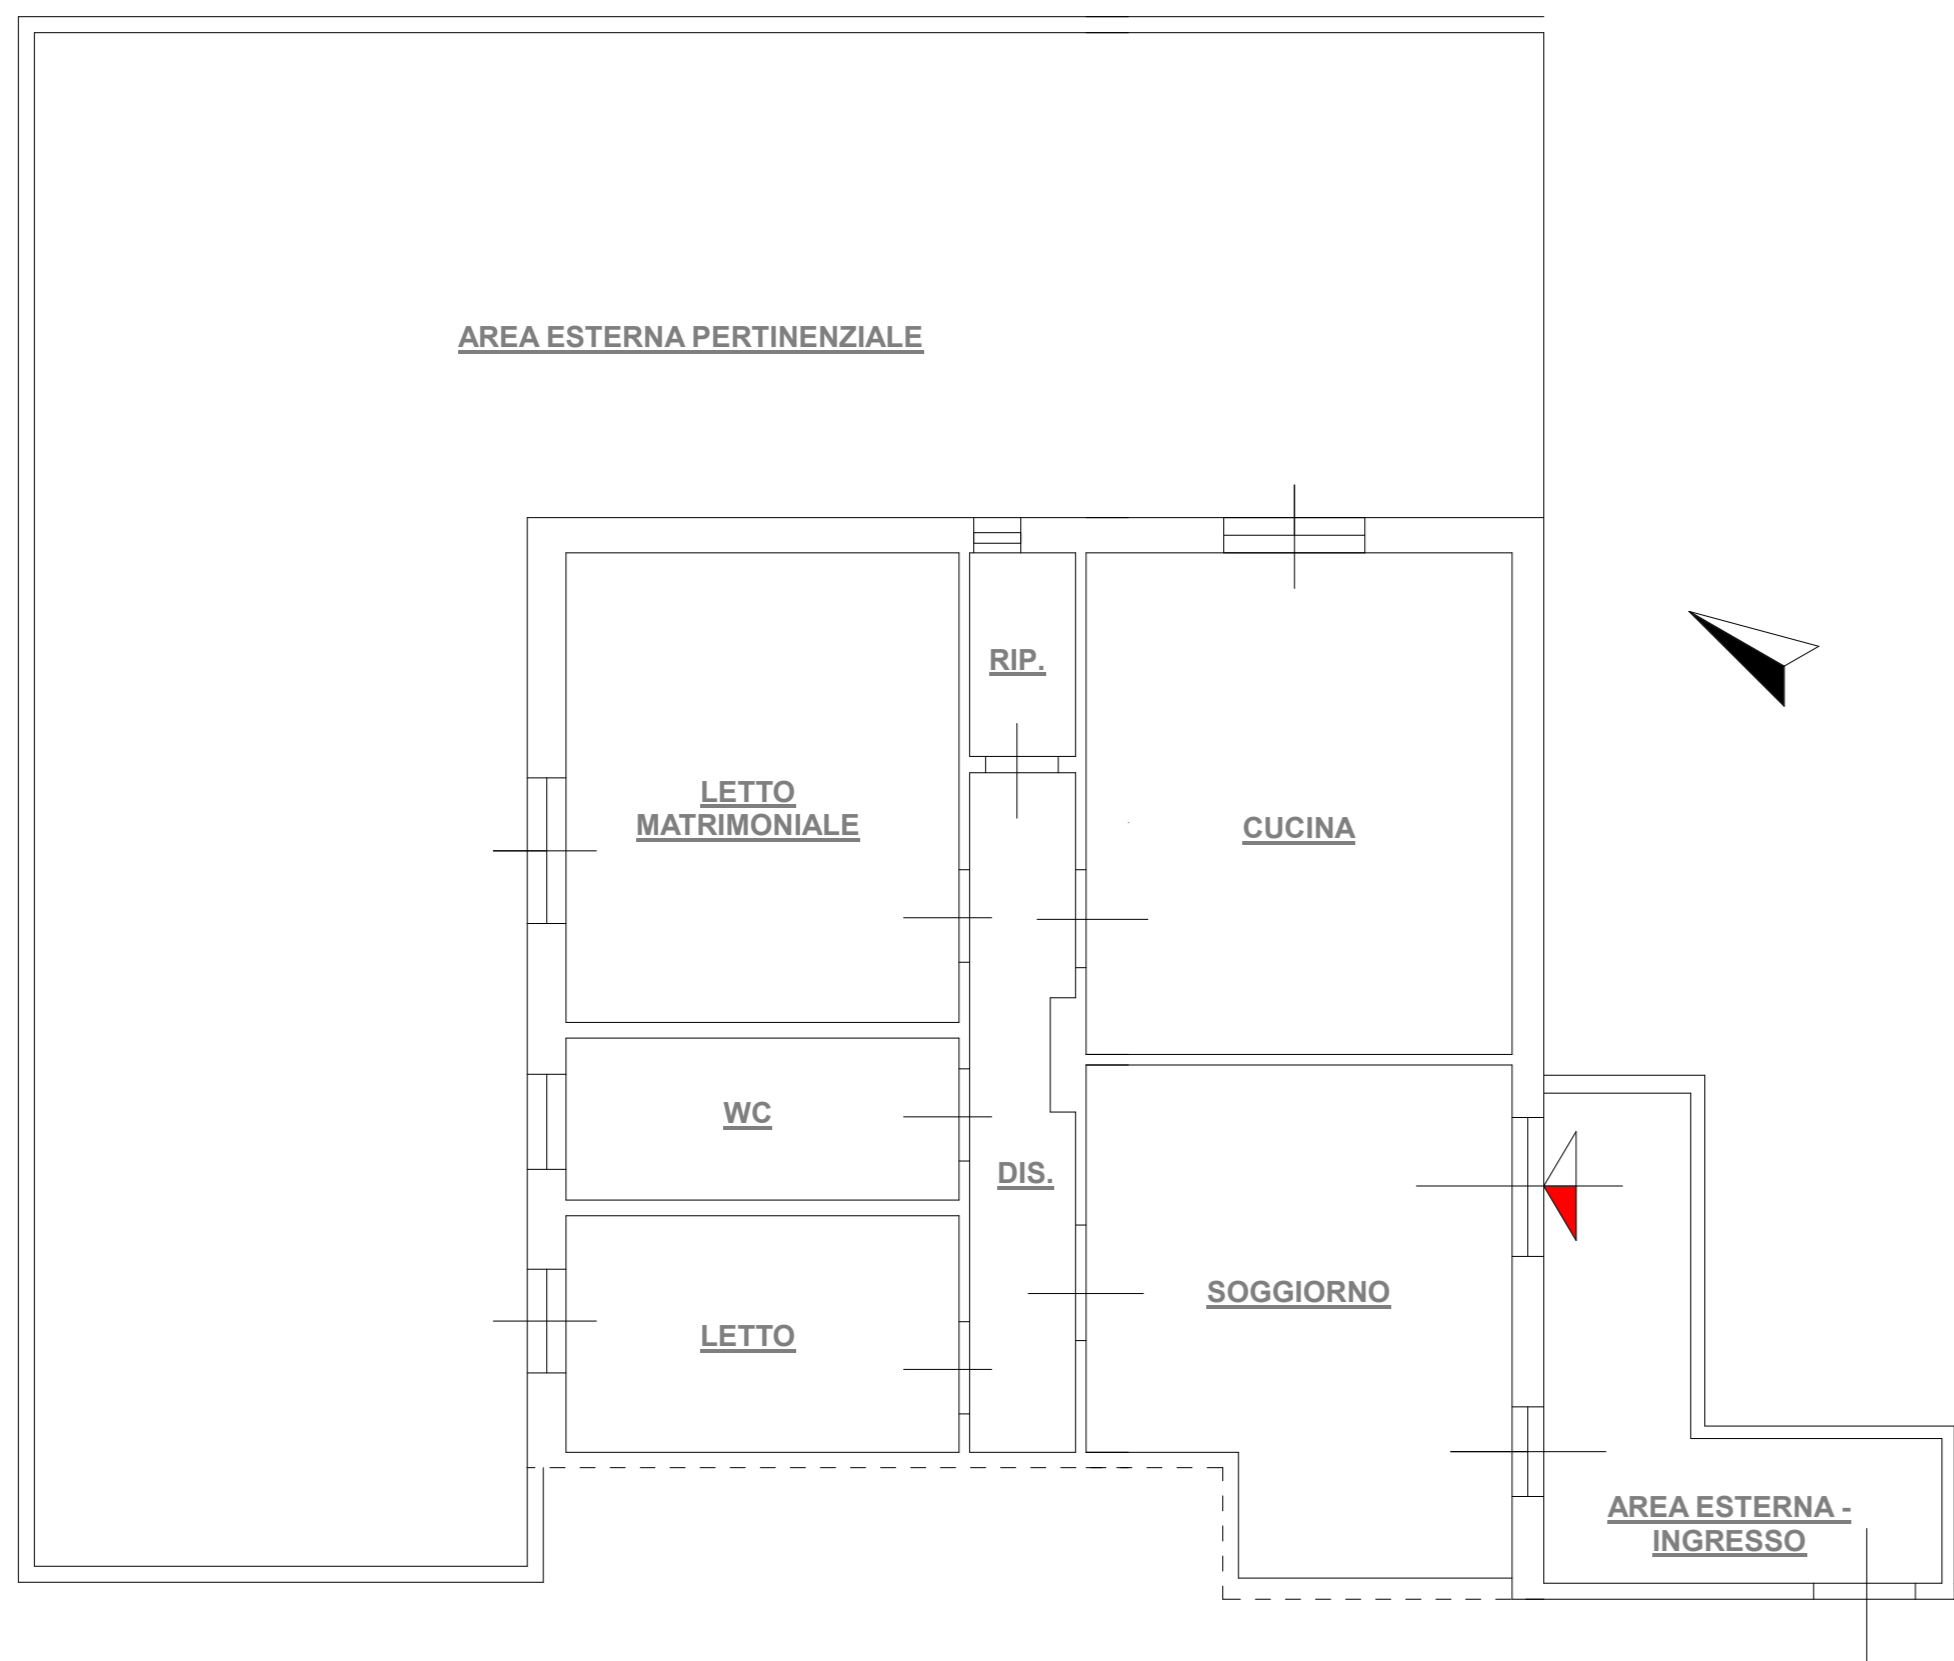 AREA ESTERNA PERTINENZIALE
RIP.
LETTO
MATRIMONIALE
CUCINA
WC
DIS.
SOGGIORNO
LETTO
AREA ESTERNA -
INGRESSO